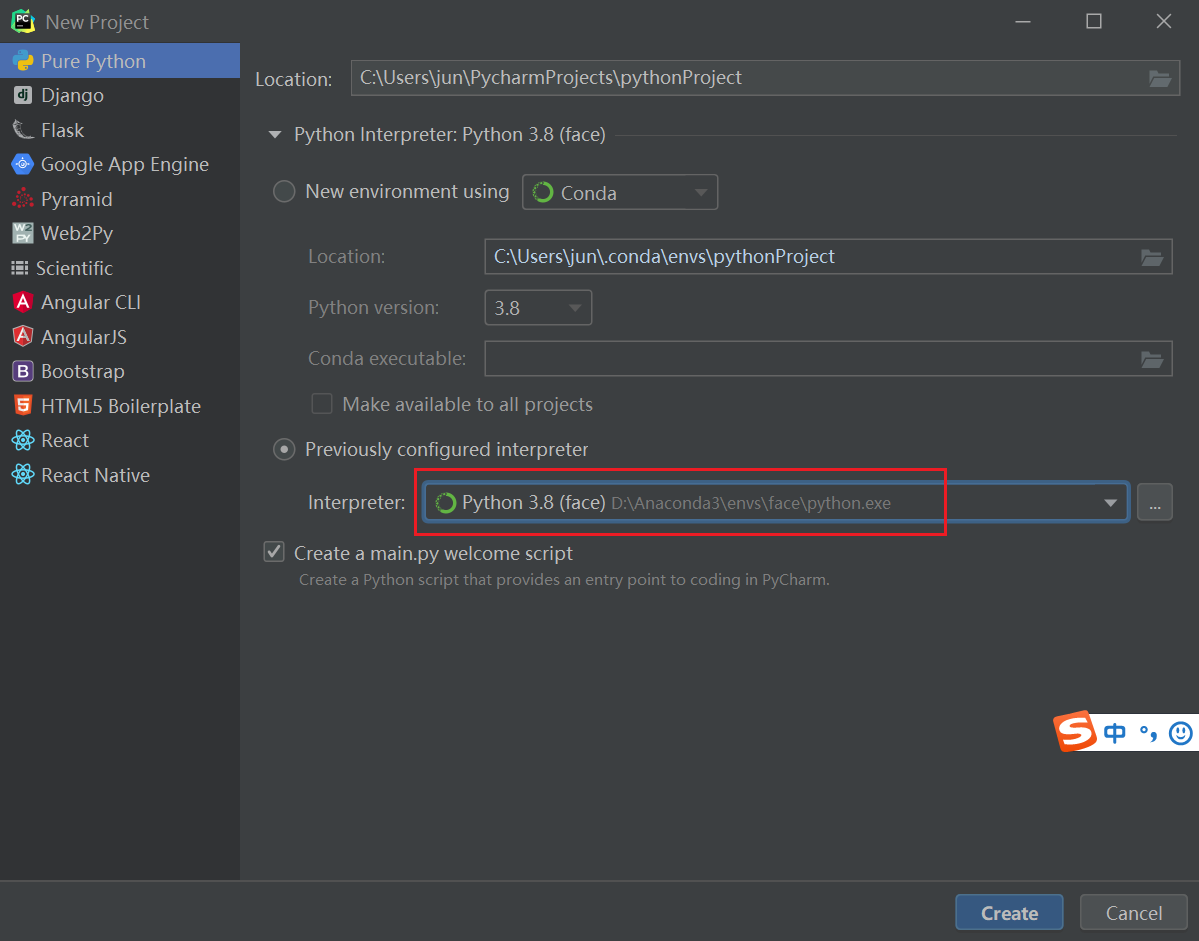 New Project
Pure Python
Django
Flask
Google App Engine
Pyramid
Web2Py
Scientific
Angular CLI
AngularJS
Bootstrap
HTML5 Boilerplate
React
React Native
Location: C:\Users\jun\PycharmProjects\pythonProject
Python Interpreter: Python 3.8 (face)
New environment using Conda
Location: C:\Users\jun\.conda\envs\pythonProject
Python version: 3.8
Conda executable:
Make available to all projects
Previously configured interpreter
Interpreter: Python 3.8 (face) D:\Anaconda3\envs\face\python.exe ...
Create a main.py welcome script
Create a Python script that provides an entry point to coding in PyCharm.
中 °,
Create Cancel